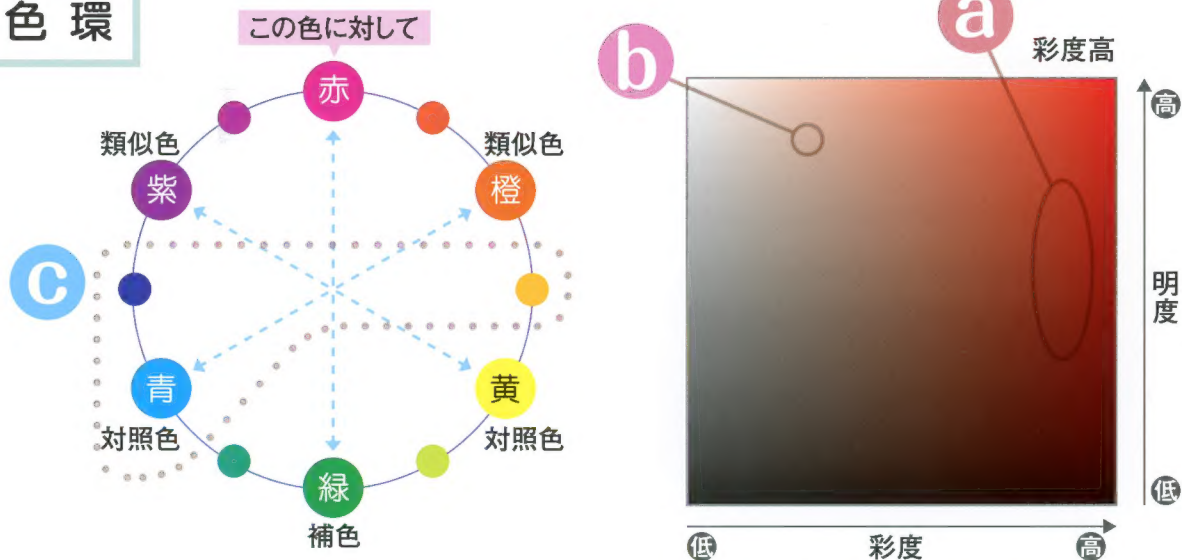 色環
この色に対して
赤
類似色
紫
類似色
橙
c
青
対照色
黄
対照色
緑
補色
a
b
彩度高
高
明度
低
低
彩度
高